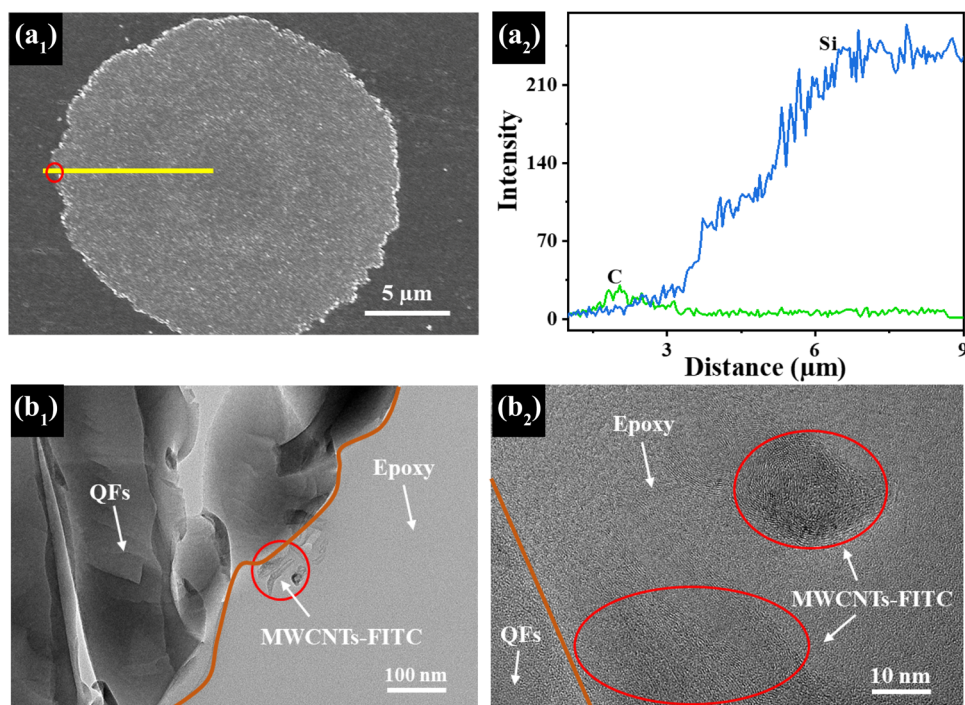 (a₁)
5 μm
(a₂)
Intensity
210
140
70
0
Si
C
3
6
9
Distance (μm)
(b₁)
QFs
Epoxy
MWCNTs-FITC
100 nm
(b₂)
Epoxy
MWCNTs-FITC
QFs
10 nm